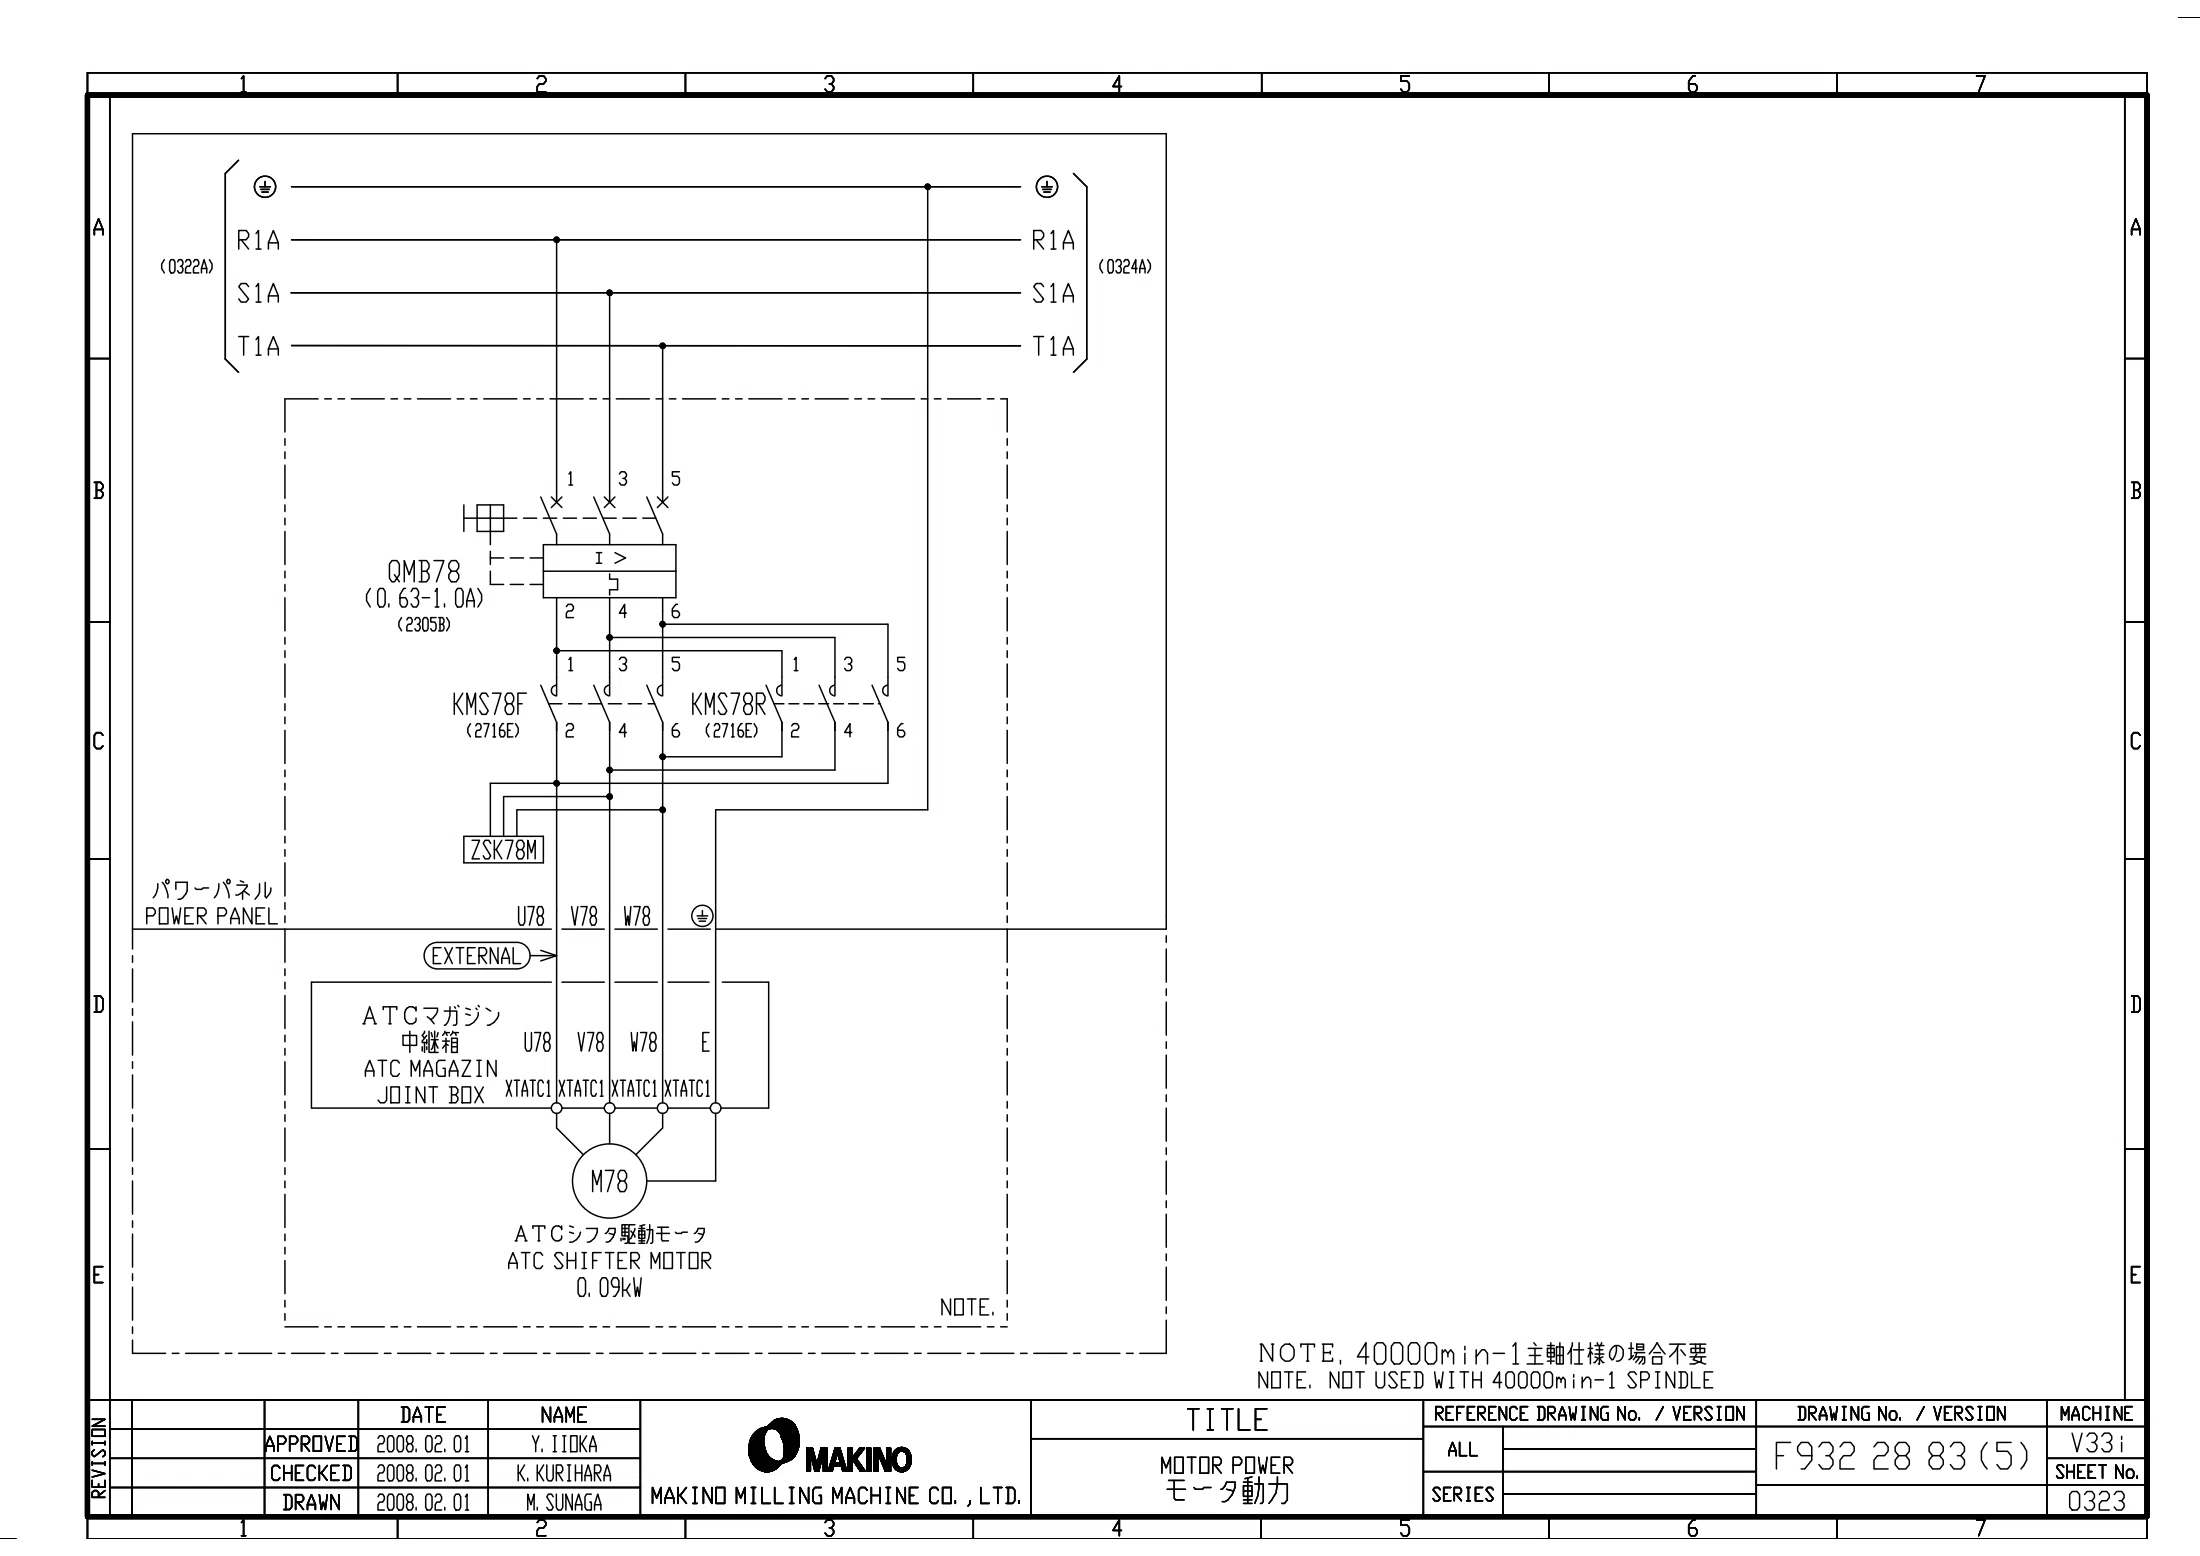 1 2 3 4 5 6 7
A A
R1A R1A
(0322A) (0324A)
S1A S1A
T1A T1A
B B
1 3 5
I >
QMB78
(0.63-1.0A)
(2305B)
2 4 6
1 3 5 1 3 5
KMS78F KMS78R
(2716E) 2 4 6 (2716E) 2 4 6
C C
ZSK78M
パワーパネル
POWER PANEL
U78 V78 W78
EXTERNAL
D D
ATCマガジン
中継箱
ATC MAGAZIN
JOINT BOX
U78 V78 W78 E
XTATC1 XTATC1 XTATC1 XTATC1
M78
ATCシフタ駆動モータ
ATC SHIFTER MOTOR
0.09kW
E E
NOTE.
NOTE. 40000min-1主軸仕様の場合不要
NOTE. NOT USED WITH 40000min-1 SPINDLE
REVISION
DATE NAME
APPROVED 2008.02.01 Y. IIOKA
CHECKED 2008.02.01 K. KURIHARA
DRAWN 2008.02.01 M. SUNAGA
MAKINO
MAKINO MILLING MACHINE CO., LTD.
TITLE
MOTOR POWER
モータ動力
REFERENCE DRAWING No. / VERSION
ALL
SERIES
DRAWING No. / VERSION
F932 28 83(5)
MACHINE
V33i
SHEET No.
0323
1 2 3 4 5 6 7